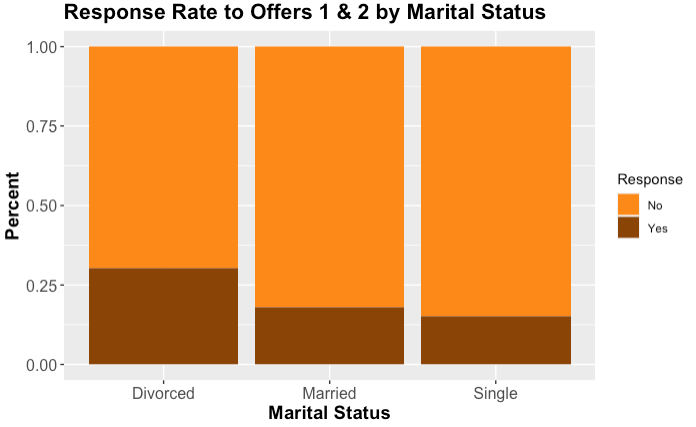 Response Rate to Offers 1 & 2 by Marital Status
1.00
0.75
0.50
0.25
0.00
Percent
Divorced Married Single
Marital Status
Response
No
Yes